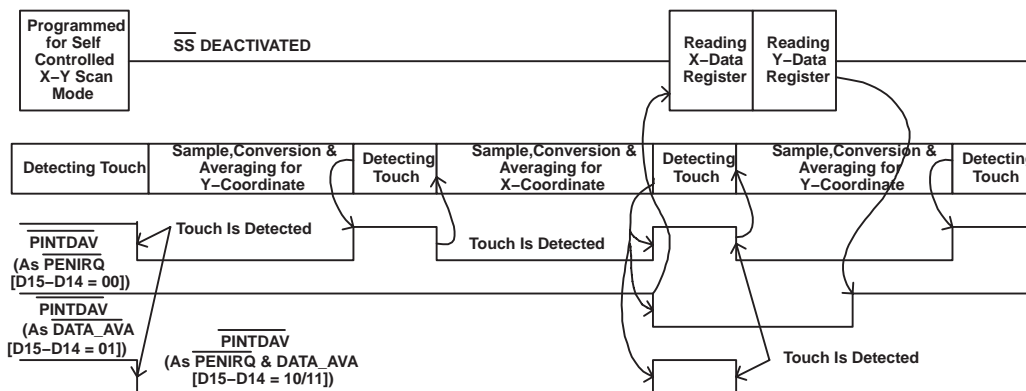 Programmed
for Self
Controlled
X−Y Scan
Mode
SS DEACTIVATED
Reading
X−Data
Register
Reading
Y−Data
Register
Detecting Touch
Sample,Conversion &
Averaging for
Y−Coordinate
Detecting
Touch
Sample,Conversion &
Averaging for
X−Coordinate
Detecting
Touch
Sample,Conversion &
Averaging for
Y−Coordinate
Detecting
Touch
Touch Is Detected
Touch Is Detected
PINTDAV
(As PENIRQ
[D15−D14 = 00])
PINTDAV
(As DATA_AVA
[D15−D14 = 01])
PINTDAV
(As PENIRQ & DATA_AVA
[D15−D14 = 10/11])
Touch Is Detected